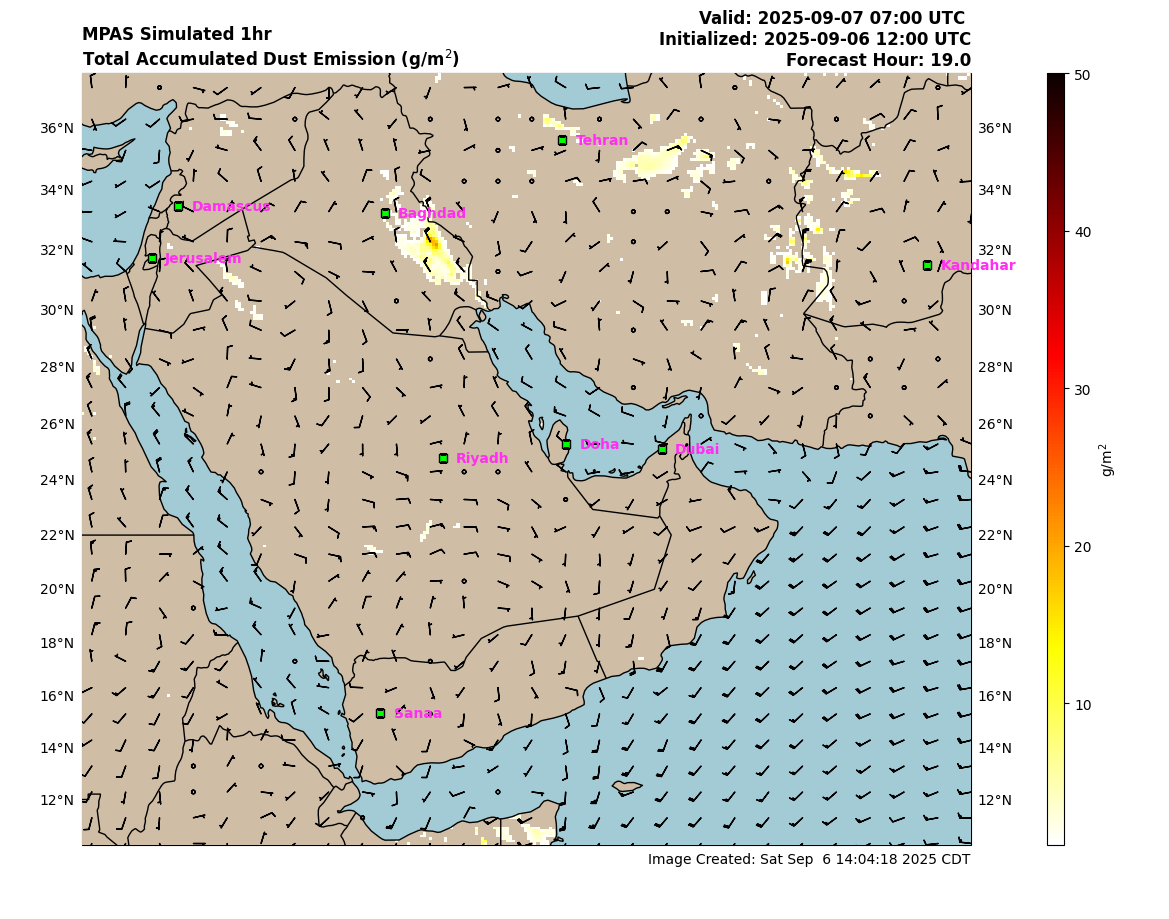 MPAS Simulated 1hr
Total Accumulated Dust Emission (g/m²)
Valid: 2025-09-07 07:00 UTC
Initialized: 2025-09-06 12:00 UTC
Forecast Hour: 19.0
36°N
34°N
32°N
30°N
28°N
26°N
24°N
22°N
20°N
18°N
16°N
14°N
12°N
Tehran
Damascus
Baghdad
Jerusalem
Kandahar
Doha
Dubai
Riyadh
Sanaa
36°N
34°N
32°N
30°N
28°N
26°N
24°N
22°N
20°N
18°N
16°N
14°N
12°N
50
40
30
20
10
g/m²
Image Created: Sat Sep  6 14:04:18 2025 CDT